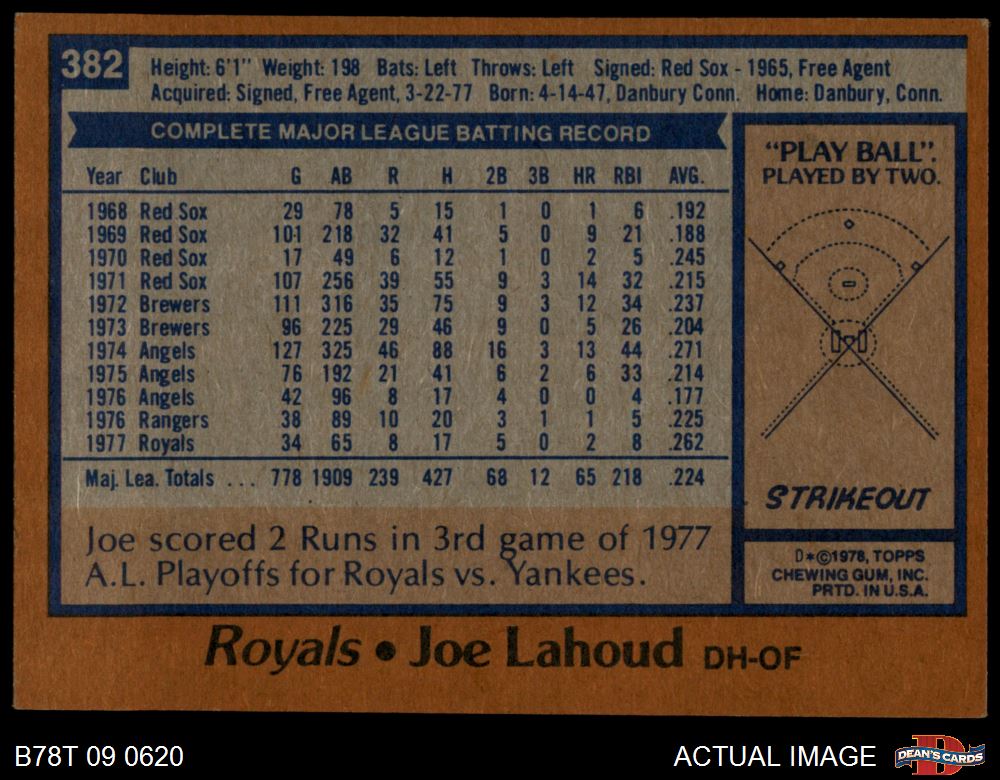 382
Height: 6'1" Weight: 198 Bats: Left Throws: Left Signed: Red Sox - 1965, Free Agent
Acquired: Signed, Free Agent, 3-22-77 Born: 4-14-47, Danbury Conn. Home: Danbury, Conn.
COMPLETE MAJOR LEAGUE BATTING RECORD
Year Club G AB R H 2B 3B HR RBI AVG.
1968 Red Sox 29 78 5 15 1 0 1 6 .192
1969 Red Sox 101 218 32 41 5 0 9 21 .188
1970 Red Sox 17 49 6 12 1 0 2 5 .245
1971 Red Sox 107 256 39 55 9 3 14 32 .215
1972 Brewers 111 316 35 75 9 3 12 34 .237
1973 Brewers 96 225 29 46 9 0 5 26 .204
1974 Angels 127 325 46 88 16 3 13 44 .271
1975 Angels 76 192 21 41 6 2 6 33 .214
1976 Angels 42 96 8 17 4 0 0 4 .177
1976 Rangers 38 89 10 20 3 1 1 5 .225
1977 Royals 34 65 8 17 5 0 2 8 .262
Maj. Lea. Totals ... 778 1909 239 427 68 12 65 218 .224
Joe scored 2 Runs in 3rd game of 1977
A.L. Playoffs for Royals vs. Yankees.
"PLAY BALL".
PLAYED BY TWO.
STRIKEOUT
D*©1978, TOPPS
CHEWING GUM, INC.
PRTD. IN U.S.A.
Royals • Joe Lahoud DH-OF
B78T 09 0620
ACTUAL IMAGE
D
DEAN'S CARDS